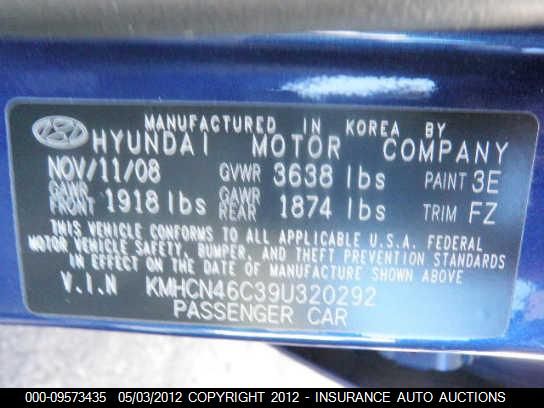 MANUFACTURED IN KOREA BY
HYUNDAI MOTOR COMPANY
NOV/11/08 GVWR 3638 lbs PAINT 3E
GAWR FRONT 1918 lbs GAWR REAR 1874 lbs TRIM FZ
THIS VEHICLE CONFORMS TO ALL APPLICABLE U.S.A. FEDERAL
MOTOR VEHICLE SAFETY, BUMPER, AND THEFT PREVENTION STANDARDS
IN EFFECT ON THE DATE OF MANUFACTURE SHOWN ABOVE
V.I.N KMHCN46C39U320292
PASSENGER CAR
000-09573435 05/03/2012 COPYRIGHT 2012 - INSURANCE AUTO AUCTIONS